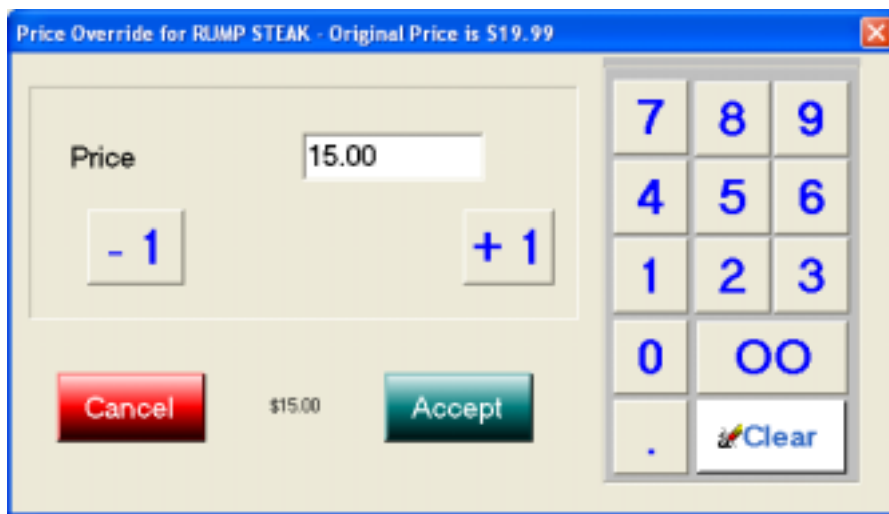 Price Override for RUMP STEAK - Original Price is $19.99
Price
15.00
- 1
+ 1
Cancel
$15.00
Accept
7 8 9
4 5 6
1 2 3
0 00
.
Clear